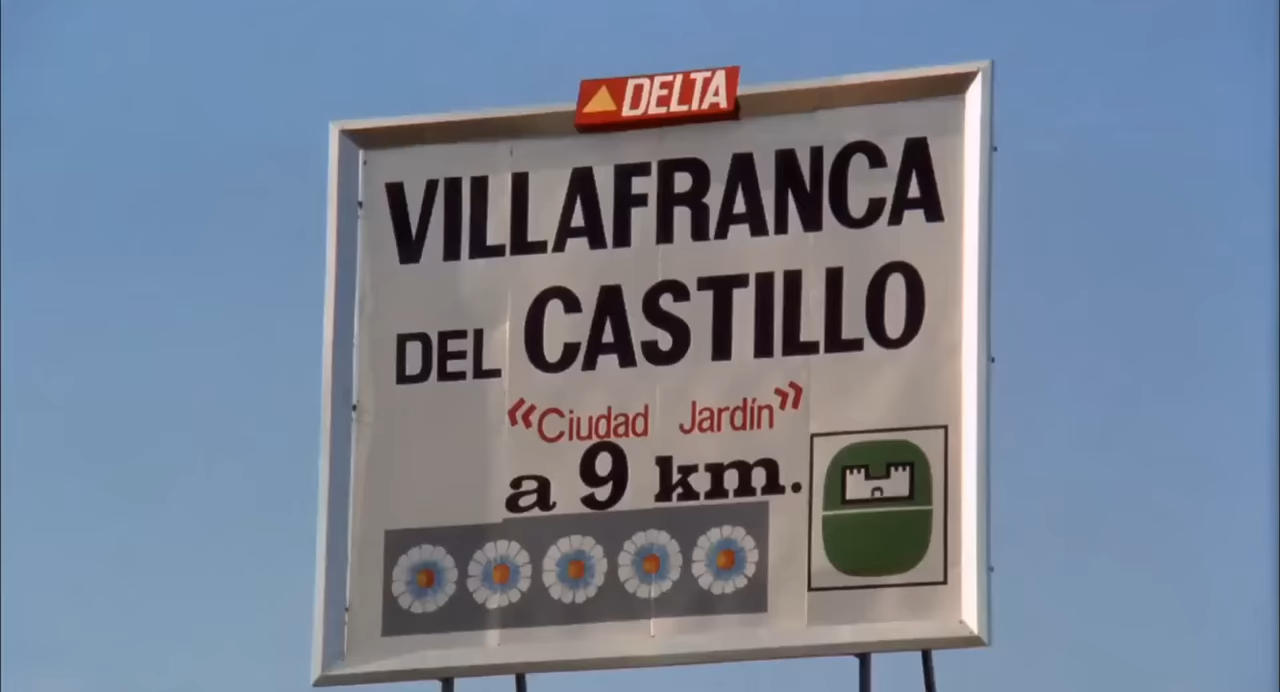 DELTA
VILLAFRANCA
DEL CASTILLO
«Ciudad Jardín»
a 9 km.